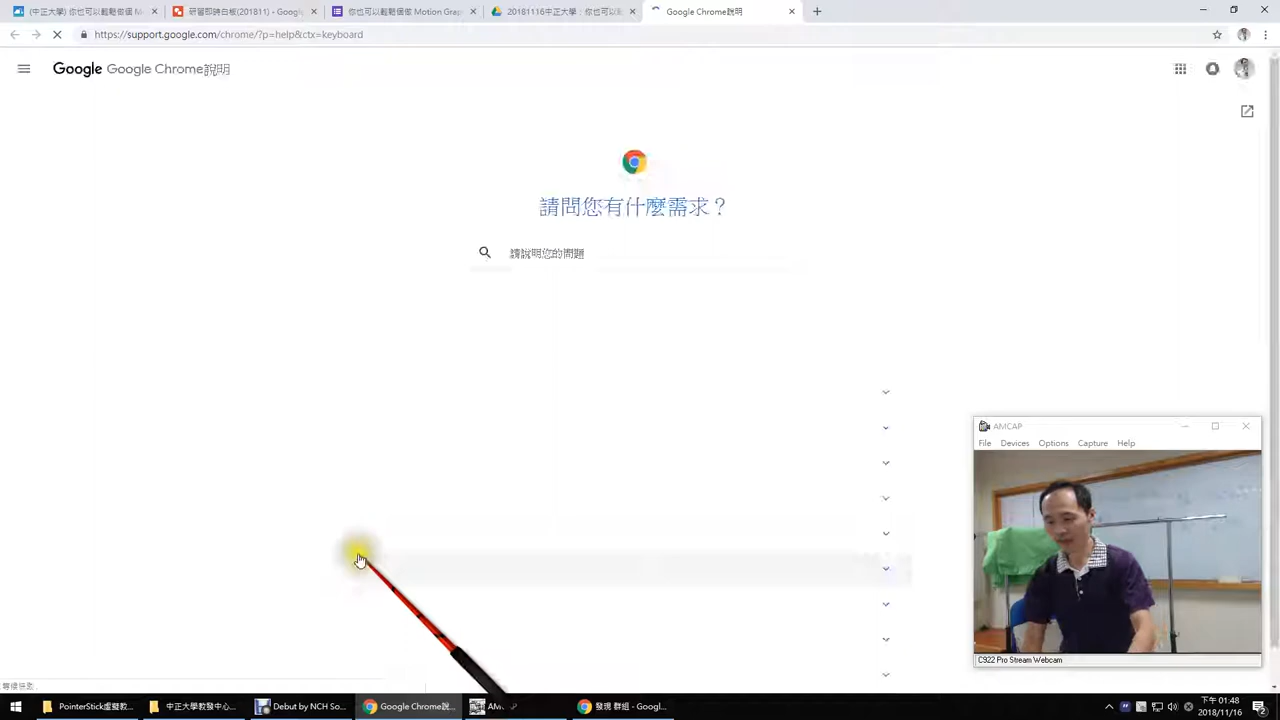 (中正大學) 你也可以輕鬆個做 M
研習即時白板(201811) - Googl
你也可以輕鬆個做 Motion Grap
20181116中正大學：你也可以輕
Google Chrome說明
https://support.google.com/chrome/?p=help&ctx=keyboard
Google Google Chrome說明
請問您有什麼需求？
請說明您的問題
AMCAP
File Devices Options Capture Help
C922 Pro Stream Webcam
PointerStick虛擬教...
中正大學教發中心...
Debut by NCH So...
Google Chrome說...
發現 群組 - Googl...
下午 01:48
2018/11/16